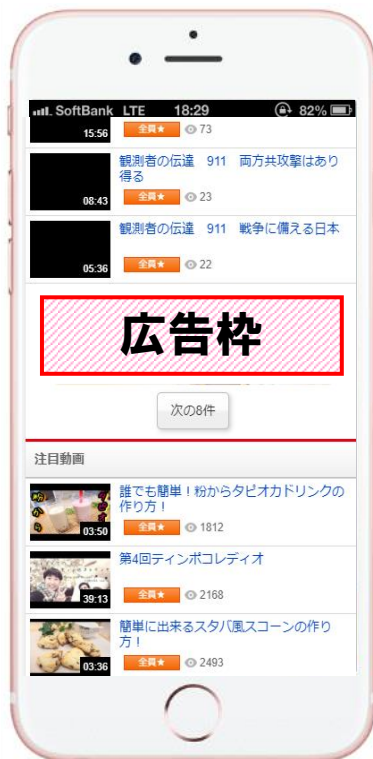 SoftBank LTE 18:29 82%
15:56 全員★ 73
観測者の伝達 911 両方共攻撃はあり
得る
08:43 全員★ 23
観測者の伝達 911 戦争に備える日本
05:36 全員★ 22
広告枠
次の8件
注目動画
誰でも簡単！粉からタピオカドリンクの
作り方！
03:50 全員★ 1812
第4回ティンポコレディオ
39:13 全員★ 2168
簡単に出来るスタバ風スコーンの作り
方！
03:36 全員★ 2493